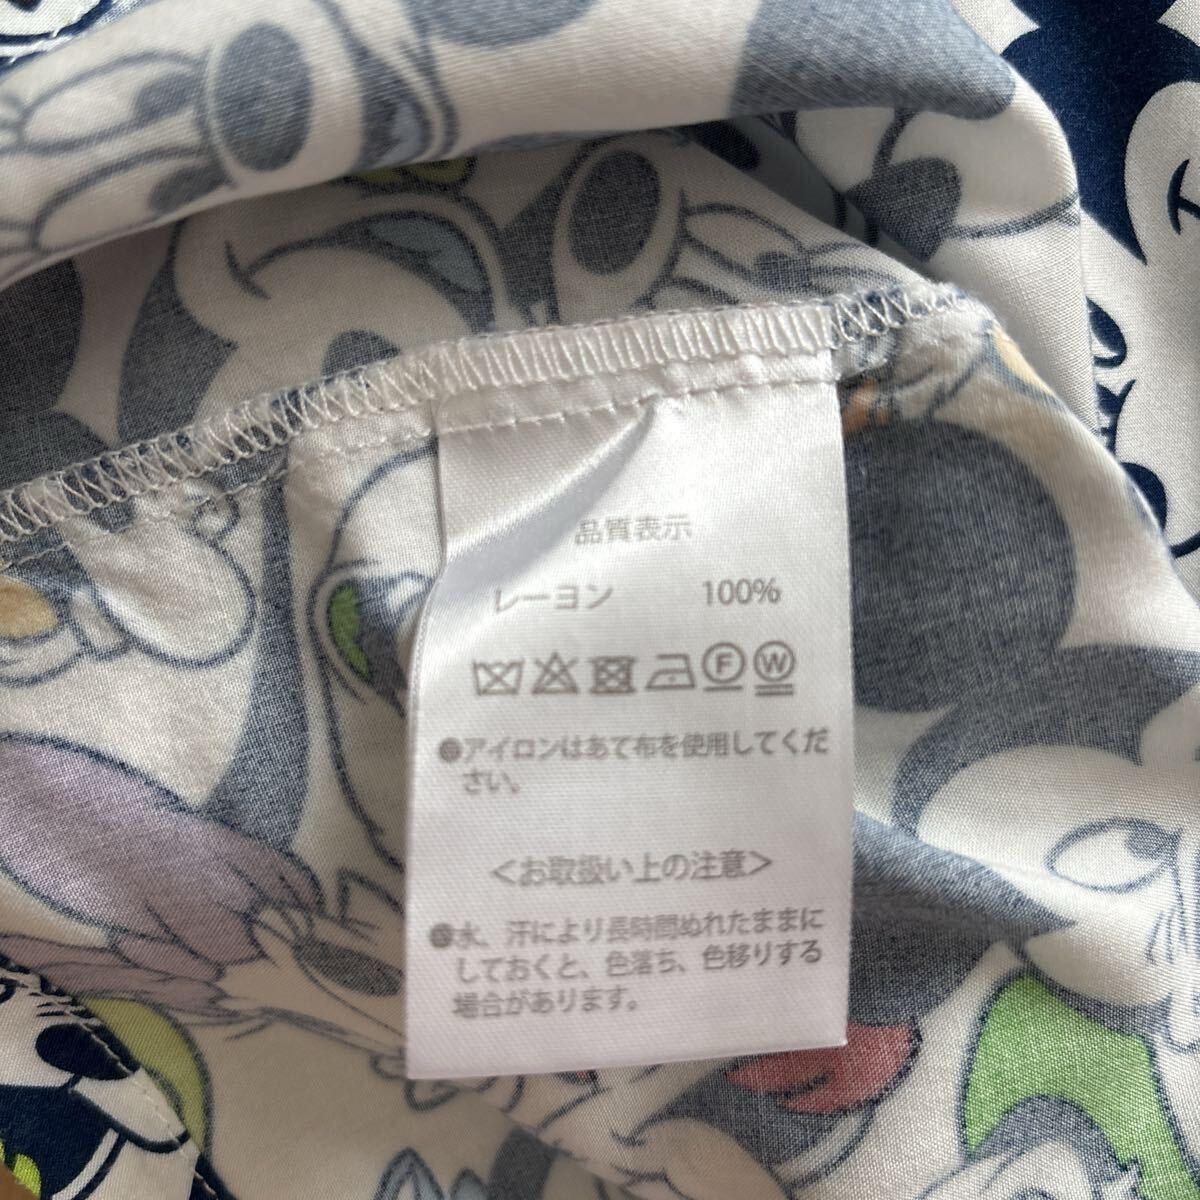 品質表示
レーヨン 100%
F W
●アイロンはあて布を使用してくだ
さい。
<お取扱い上の注意>
●水、汗により長時間ぬれたままに
しておくと、色落ち、色移りする
場合があります。